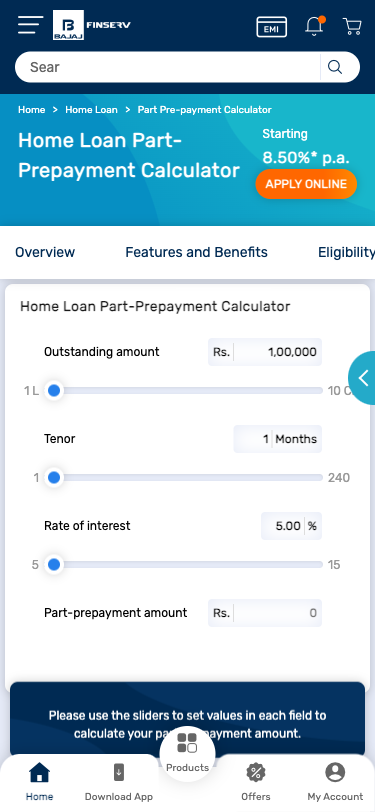 B
BAJAJ
FINSERV
EMI
Sear
Home > Home Loan > Part Pre-payment Calculator
Home Loan Part-
Prepayment Calculator
Starting
8.50%* p.a.
APPLY ONLINE
Overview Features and Benefits Eligibility
Home Loan Part-Prepayment Calculator
Outstanding amount Rs. 1,00,000
1 L 10 C
Tenor 1 Months
1 240
Rate of interest 5.00 %
5 15
Part-prepayment amount Rs. 0
Please use the sliders to set values in each field to
calculate your payment amount.
Products
Home Download App Offers My Account